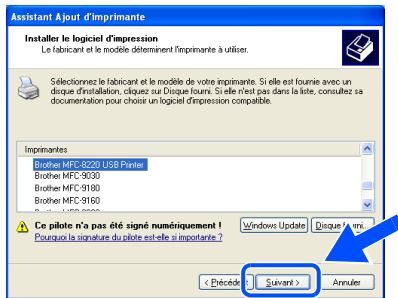 Assistant Ajout d'imprimante
Installer le logiciel d'impression
Le fabricant et le modèle déterminent l'imprimante à utiliser.
Sélectionnez le fabricant et le modèle de votre imprimante. Si elle est fournie avec un
disque d'installation, cliquez sur Disque fourni. Si elle n'est pas dans la liste, consultez sa
documentation pour choisir un logiciel d'impression compatible.
Imprimantes
Brother MFC-8220 USB Printer
Brother MFC-9030
Brother MFC-9180
Brother MFC-9160
Ce pilote n'a pas été signé numériquement !
Windows Update
Disque
Pourquoi la signature du pilote est-elle si importante ?
< Précéde
Suivant >
Annuler